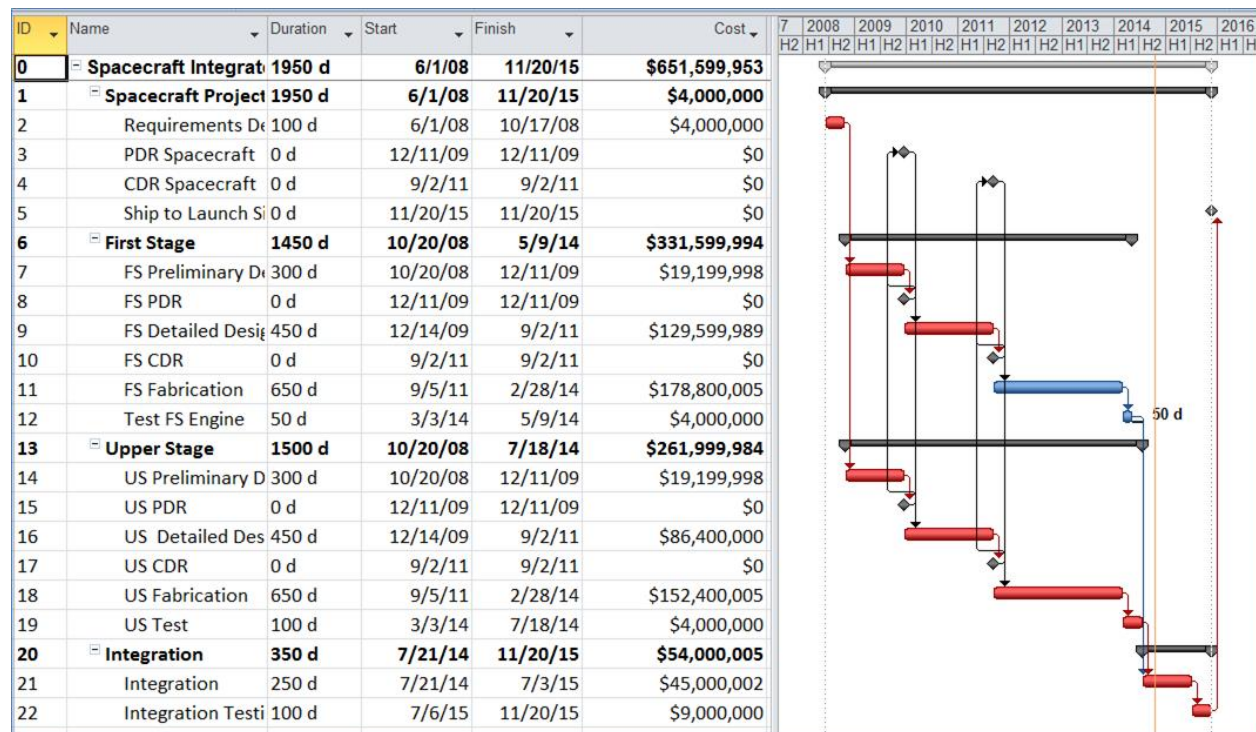 ID Name Duration Start Finish Cost 7 2008 2009 2010 2011 2012 2013 2014 2015 2016
H2 H1 H2 H1 H2 H1 H2 H1 H2 H1 H2 H1 H2 H1 H2 H1 H2 H
0 Spacecraft Integrat 1950 d 6/1/08 11/20/15 $651,599,953
1 Spacecraft Project 1950 d 6/1/08 11/20/15 $4,000,000
2 Requirements De 100 d 6/1/08 10/17/08 $4,000,000
3 PDR Spacecraft 0 d 12/11/09 12/11/09 $0
4 CDR Spacecraft 0 d 9/2/11 9/2/11 $0
5 Ship to Launch Si 0 d 11/20/15 11/20/15 $0
6 First Stage 1450 d 10/20/08 5/9/14 $331,599,994
7 FS Preliminary De 300 d 10/20/08 12/11/09 $19,199,998
8 FS PDR 0 d 12/11/09 12/11/09 $0
9 FS Detailed Desig 450 d 12/14/09 9/2/11 $129,599,989
10 FS CDR 0 d 9/2/11 9/2/11 $0
11 FS Fabrication 650 d 9/5/11 2/28/14 $178,800,005
12 Test FS Engine 50 d 3/3/14 5/9/14 $4,000,000 50 d
13 Upper Stage 1500 d 10/20/08 7/18/14 $261,999,984
14 US Preliminary D 300 d 10/20/08 12/11/09 $19,199,998
15 US PDR 0 d 12/11/09 12/11/09 $0
16 US Detailed Des 450 d 12/14/09 9/2/11 $86,400,000
17 US CDR 0 d 9/2/11 9/2/11 $0
18 US Fabrication 650 d 9/5/11 2/28/14 $152,400,005
19 US Test 100 d 3/3/14 7/18/14 $4,000,000
20 Integration 350 d 7/21/14 11/20/15 $54,000,005
21 Integration 250 d 7/21/14 7/3/15 $45,000,002
22 Integration Testi 100 d 7/6/15 11/20/15 $9,000,000